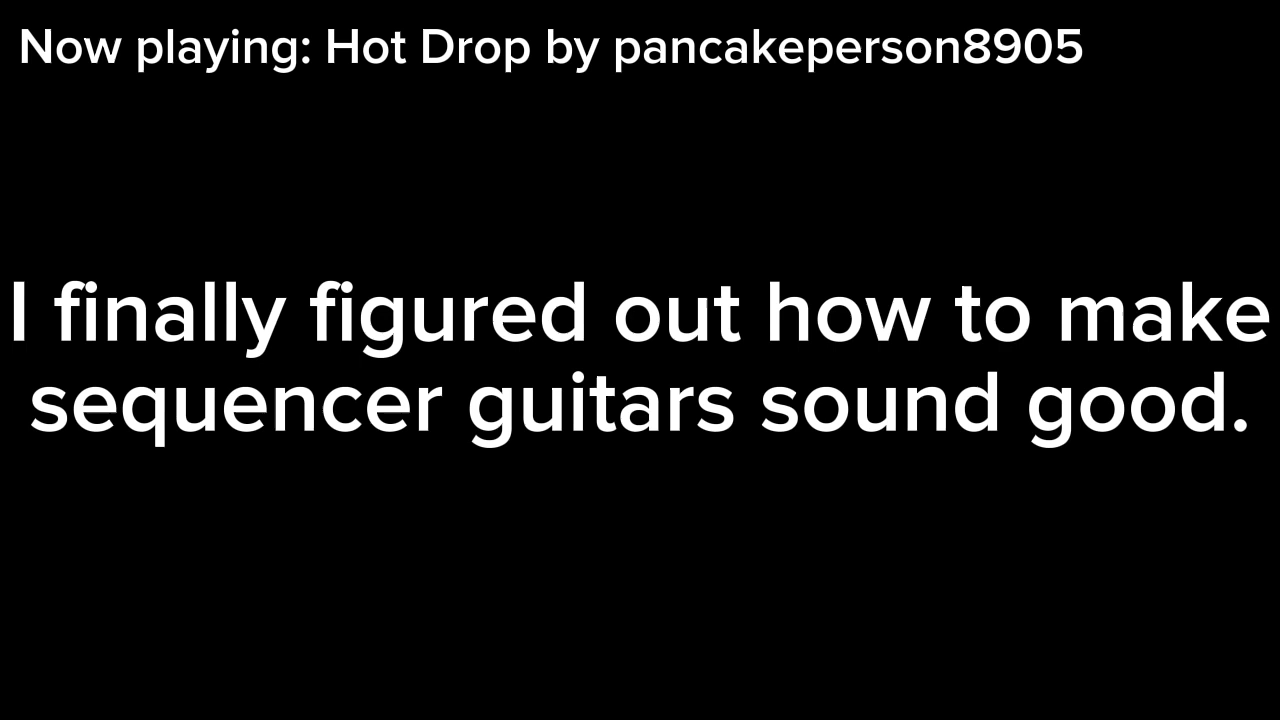 Now playing: Hot Drop by pancakeperson8905
I finally figured out how to make
sequencer guitars sound good.